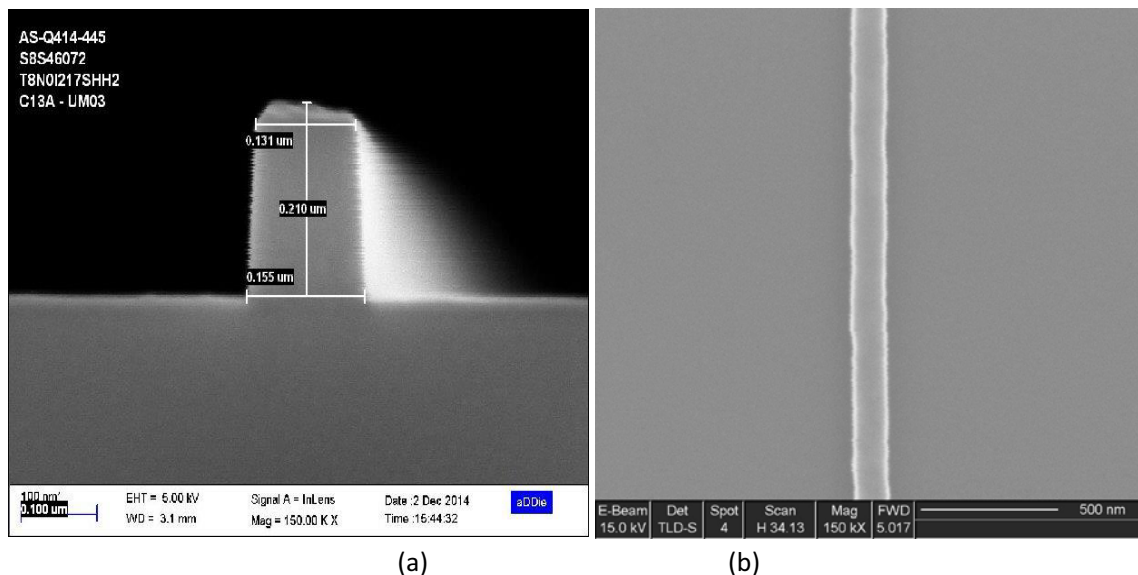 AS-Q414-445
S8S46072
T8N0I217SHH2
C13A - UM03
0.131 um
0.210 um
0.155 um
100 nm
0.100 um
EHT = 5.00 kV
WD = 3.1 mm
Signal A = InLens
Mag = 150.00 K X
Date :2 Dec 2014
Time :15:44:32
aDDie
E-Beam Det Spot Scan Mag FWD
15.0 kV TLD-S 4 H 34.13 150 kX 5.017
500 nm
(a)
(b)